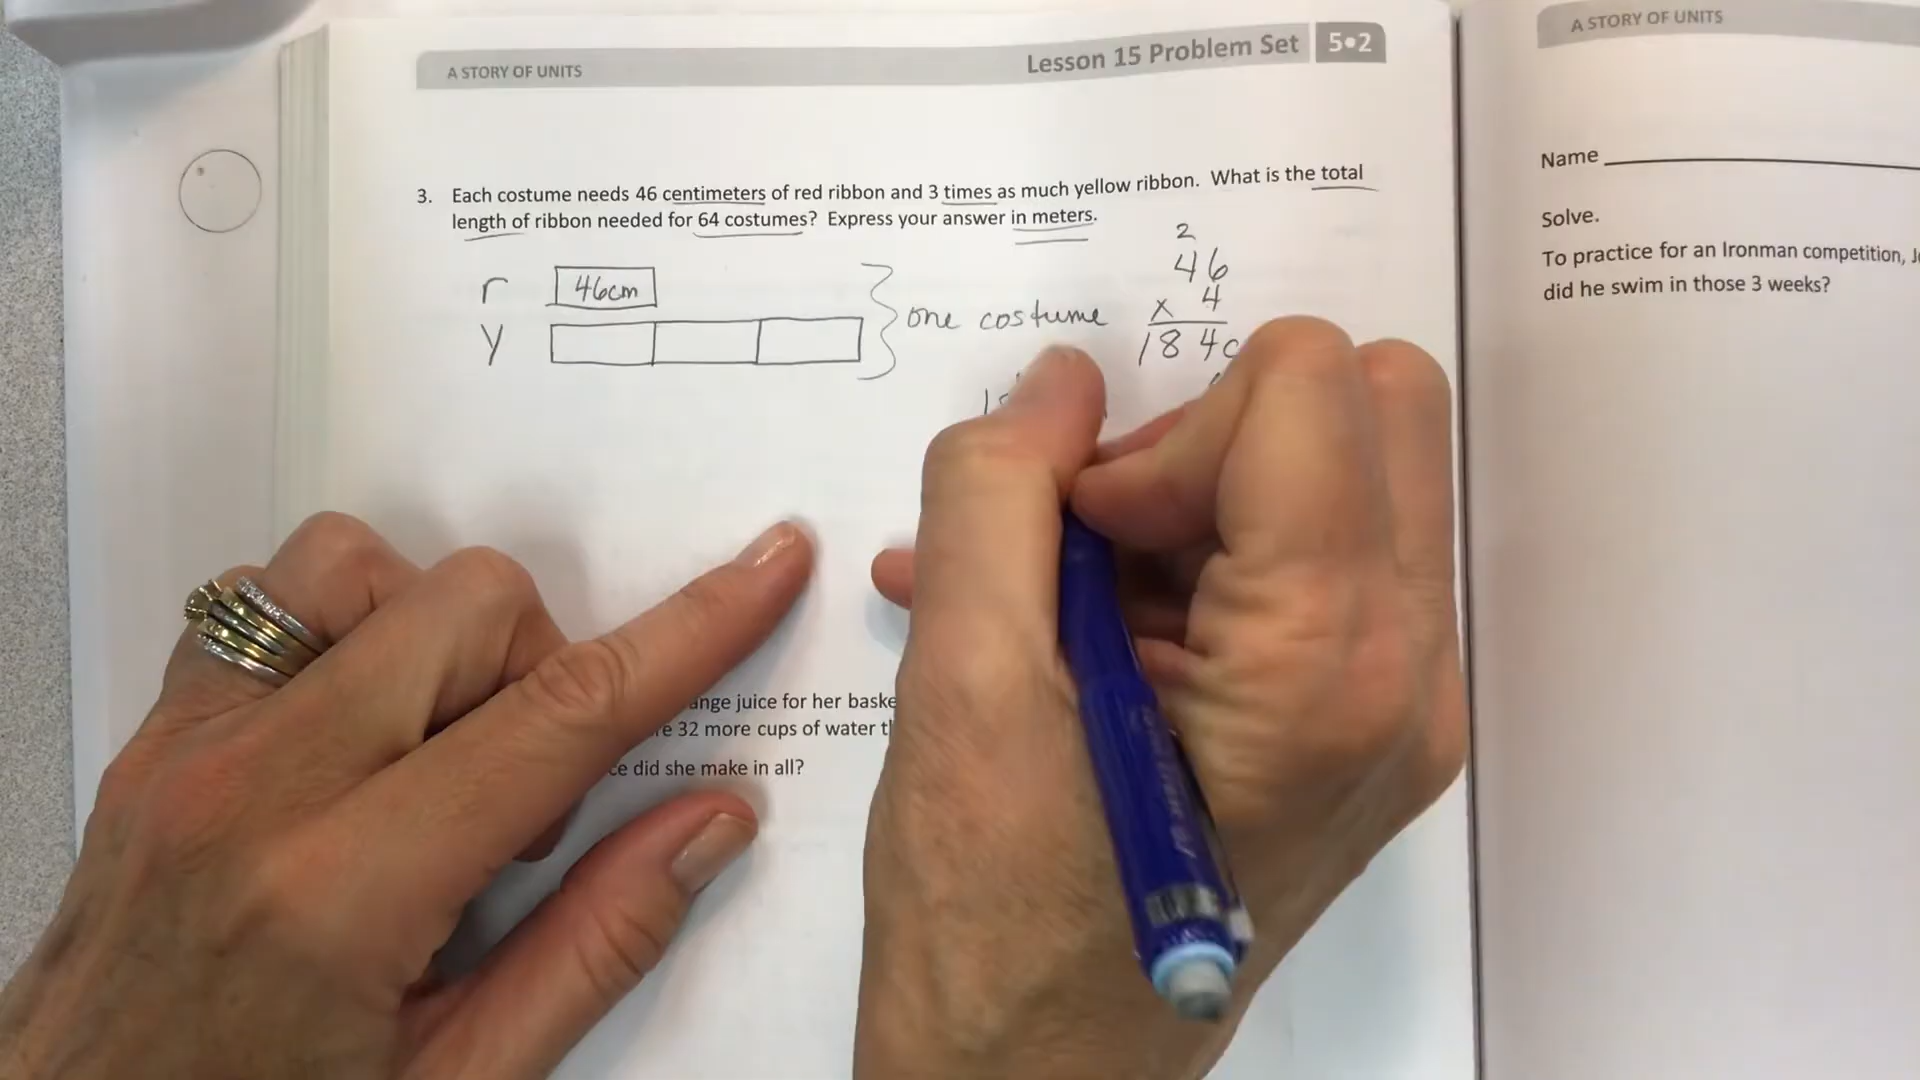 A STORY OF UNITS
Lesson 15 Problem Set 5•2
3. Each costume needs 46 centimeters of red ribbon and 3 times as much yellow ribbon. What is the total
length of ribbon needed for 64 costumes? Express your answer in meters.
r 46cm
y
one costume
2
46
x 4
184c
juice for her
32 more cups of water
did she make in all?
A STORY OF UNITS
Name
Solve.
To practice for an Ironman competition,
did he swim in those 3 weeks?